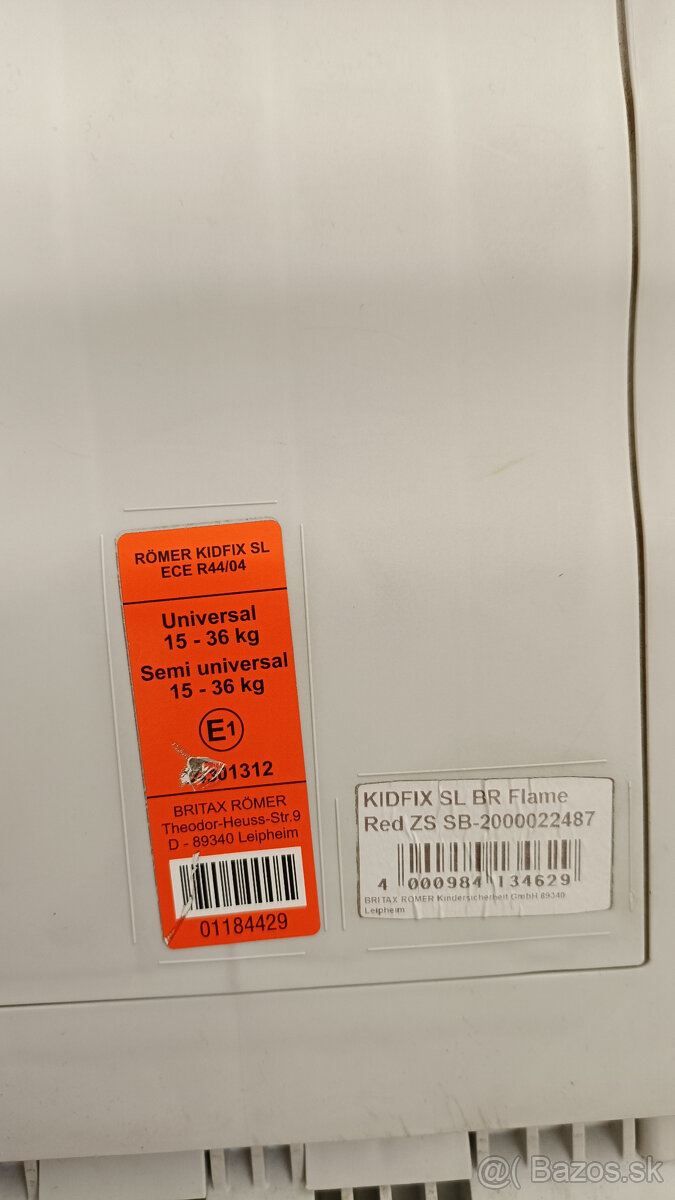 RÖMER KIDFIX SL
ECE R44/04
Universal
15 - 36 kg
Semi universal
15 - 36 kg
E1
301312
BRITAX RÖMER
Theodor-Heuss-Str.9
D - 89340 Leipheim
01184429
KIDFIX SL BR Flame
Red ZS SB-2000022487
4 000984 134629
BRITAX RÖMER Kindersicherheit GmbH 89340
Leipheim
@ Bazos.sk